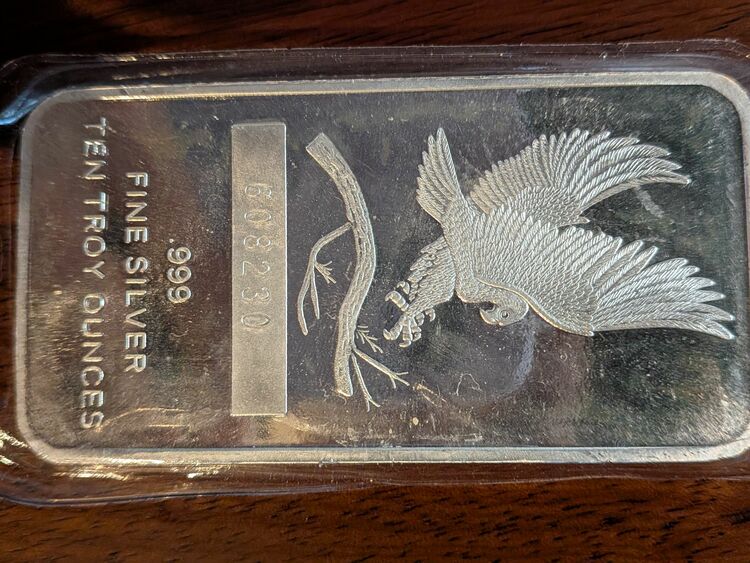 608230
.999
FINE SILVER
TEN TROY OUNCES